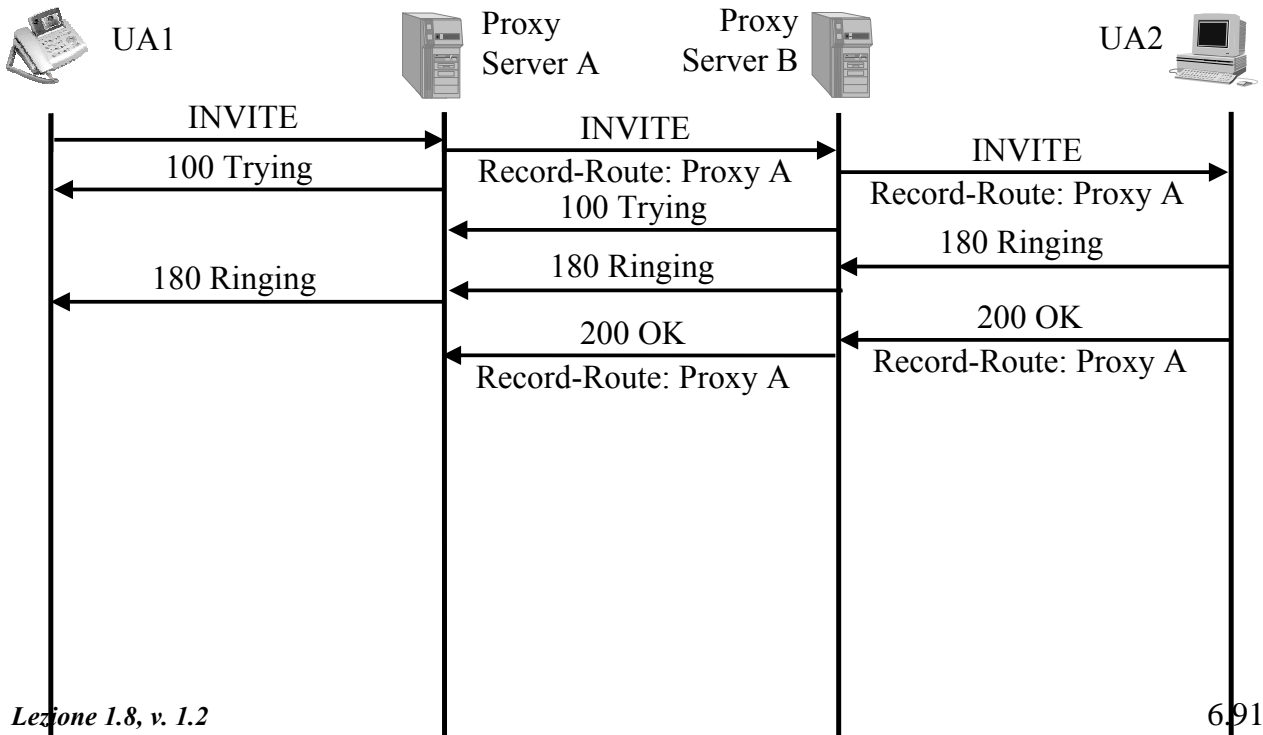 UA1
Proxy
Server A
Proxy
Server B
UA2
INVITE
INVITE
INVITE
100 Trying
Record-Route: Proxy A
Record-Route: Proxy A
100 Trying
180 Ringing
180 Ringing
180 Ringing
200 OK
200 OK
Record-Route: Proxy A
Record-Route: Proxy A
Lezione 1.8, v. 1.2
6.91